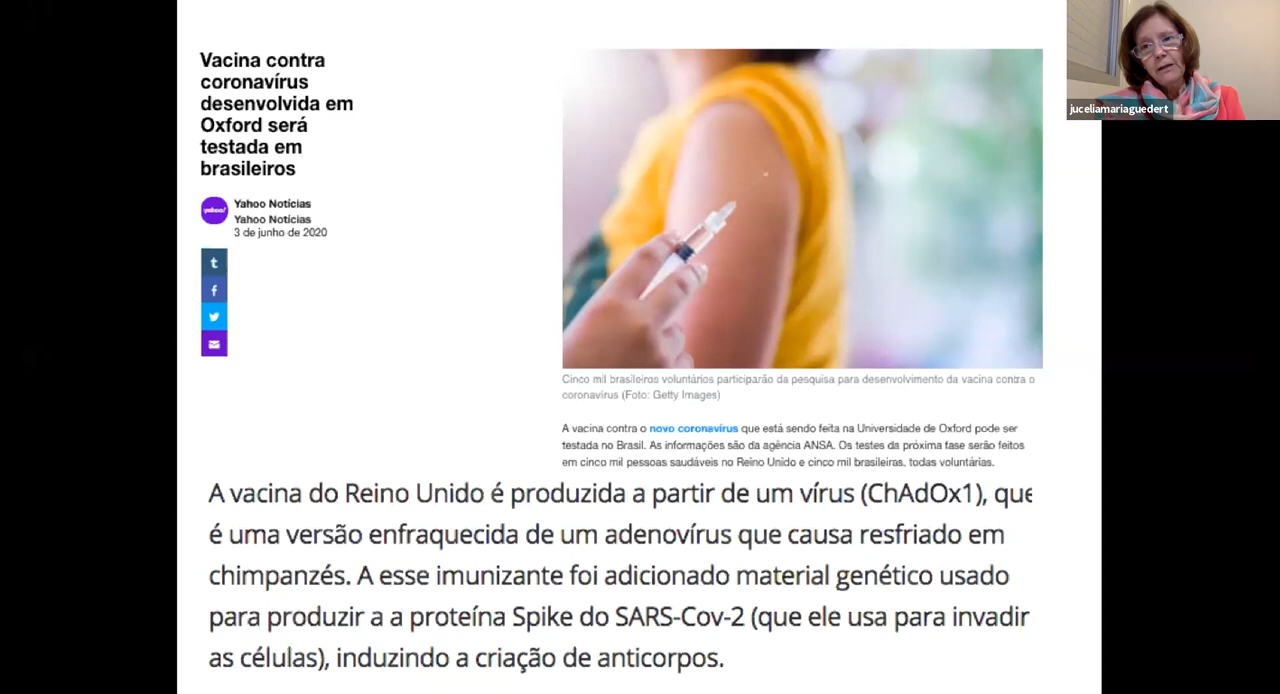 Vacina contra
coronavírus
desenvolvida em
Oxford será
testada em
brasileiros
yahoo!
Yahoo Notícias
Yahoo Notícias
3 de junho de 2020
t
f
juceliamariaguedert
Cinco mil brasileiros voluntários participarão da pesquisa para desenvolvimento da vacina contra o
coronavírus (Foto: Getty Images)
A vacina contra o novo coronavírus que está sendo feita na Universidade de Oxford pode ser
testada no Brasil. As informações são da agência ANSA. Os testes da próxima fase serão feitos
em cinco mil pessoas saudáveis no Reino Unido e cinco mil brasileiras, todas voluntárias.
A vacina do Reino Unido é produzida a partir de um vírus (ChAdOx1), que
é uma versão enfraquecida de um adenovírus que causa resfriado em
chimpanzés. A esse imunizante foi adicionado material genético usado
para produzir a a proteína Spike do SARS-Cov-2 (que ele usa para invadir
as células), induzindo a criação de anticorpos.